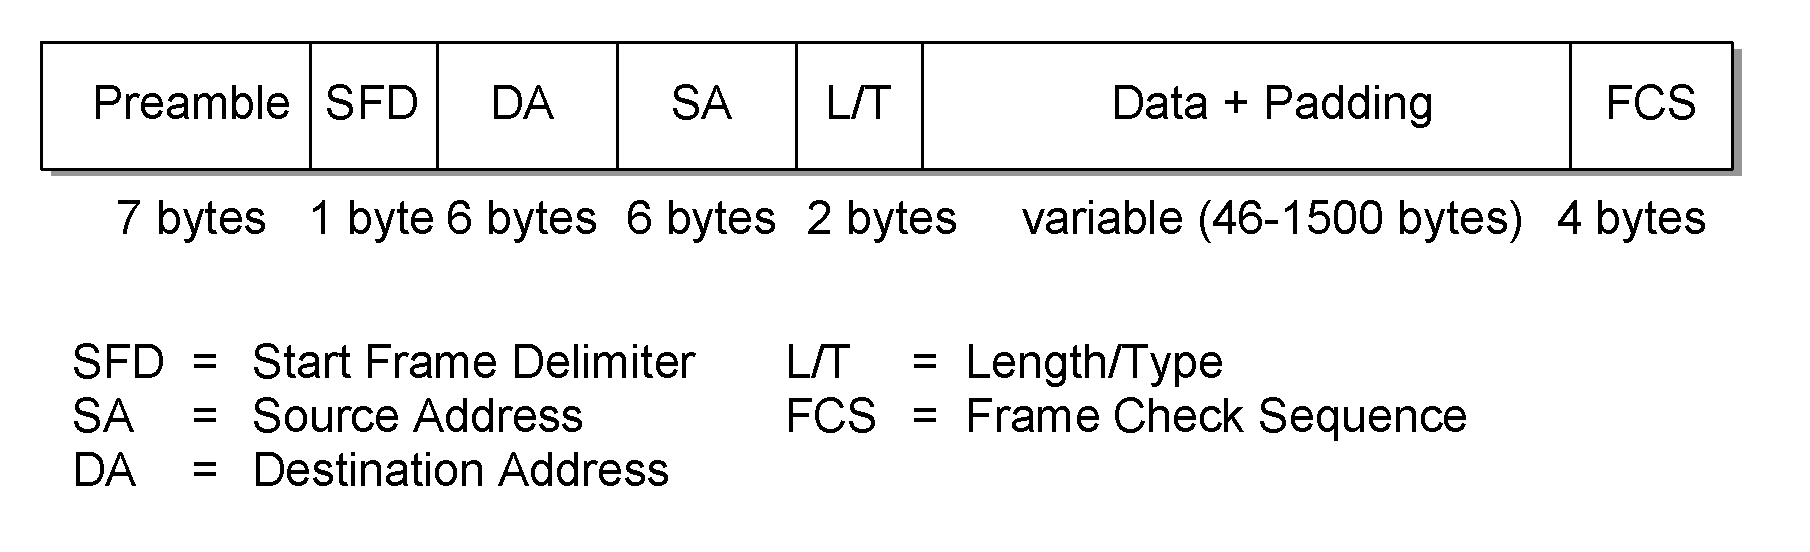 Preamble SFD DA SA L/T Data + Padding FCS
7 bytes 1 byte 6 bytes 6 bytes 2 bytes variable (46-1500 bytes) 4 bytes
SFD = Start Frame Delimiter L/T = Length/Type
SA = Source Address FCS = Frame Check Sequence
DA = Destination Address